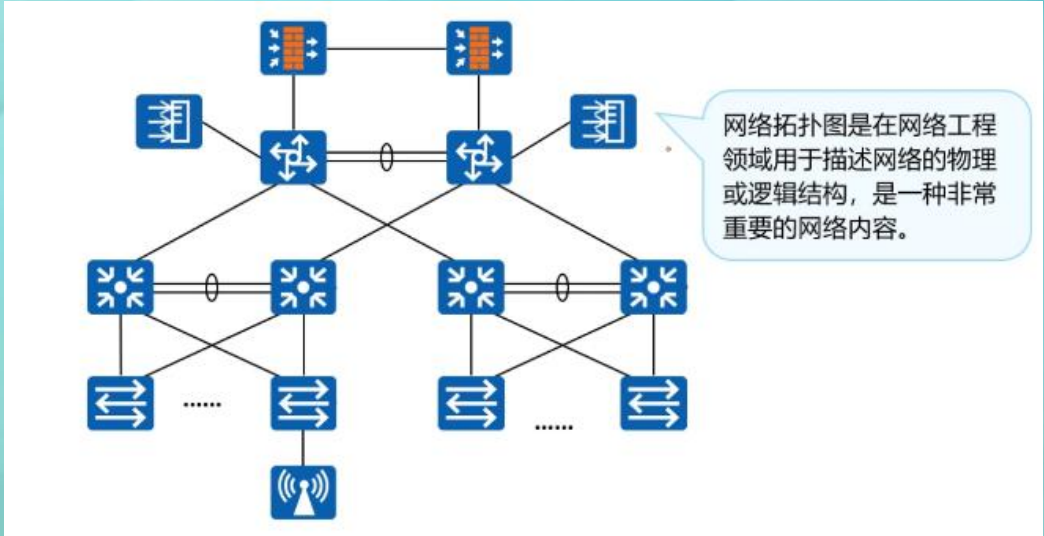 网络拓扑图是在网络工程
领域用于描述网络的物理
或逻辑结构，是一种非常
重要的网络内容。
......
......